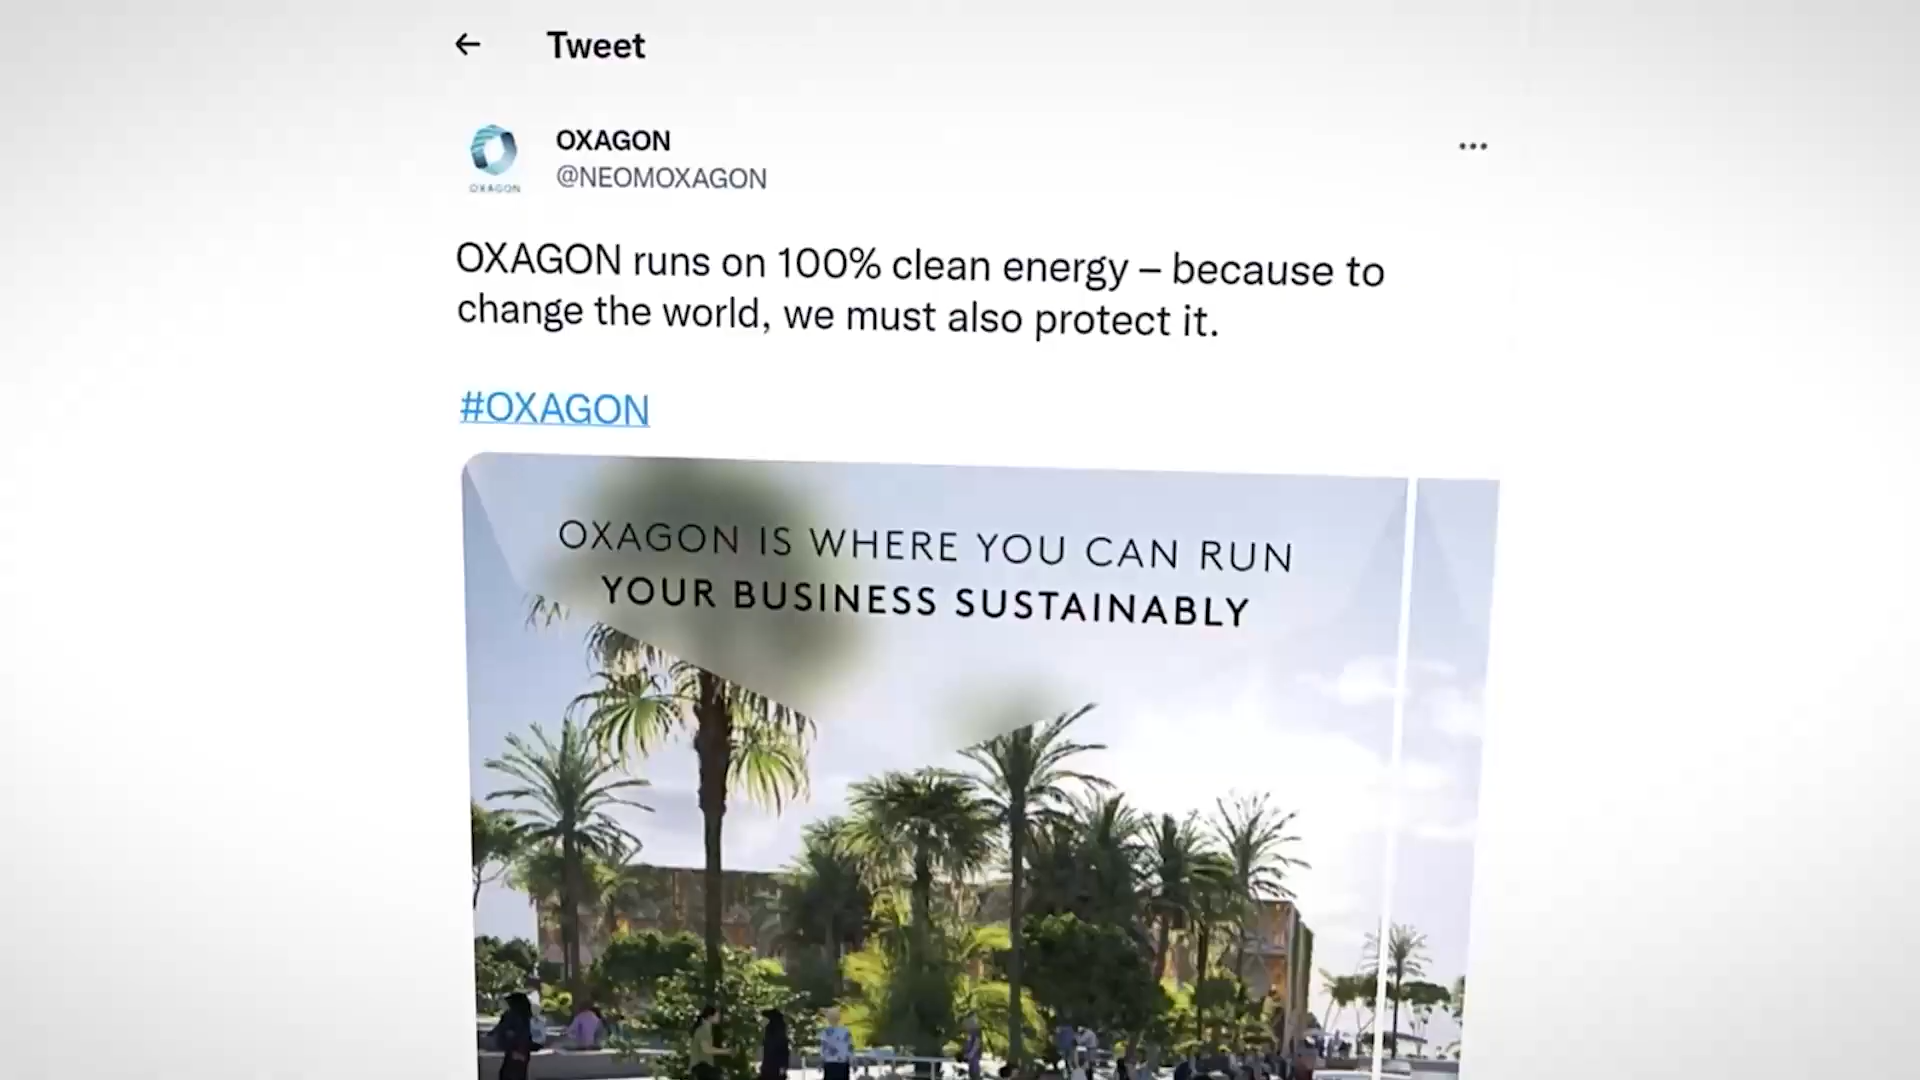 Tweet
OXAGON
@NEOMOXAGON
OXAGON
OXAGON runs on 100% clean energy – because to
change the world, we must also protect it.
#OXAGON
OXAGON IS WHERE YOU CAN RUN
YOUR BUSINESS SUSTAINABLY